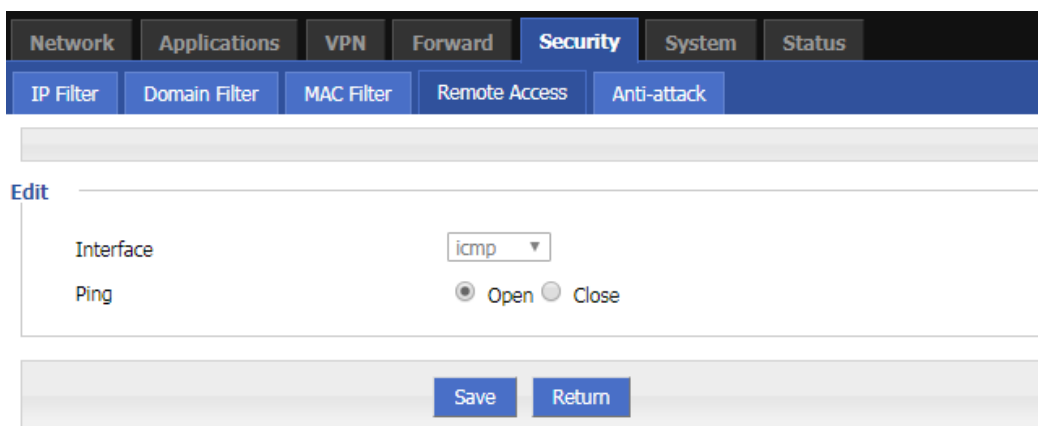 Network Applications VPN Forward Security System Status
IP Filter Domain Filter MAC Filter Remote Access Anti-attack
Edit
Interface icmp
Ping Open Close
Save Return